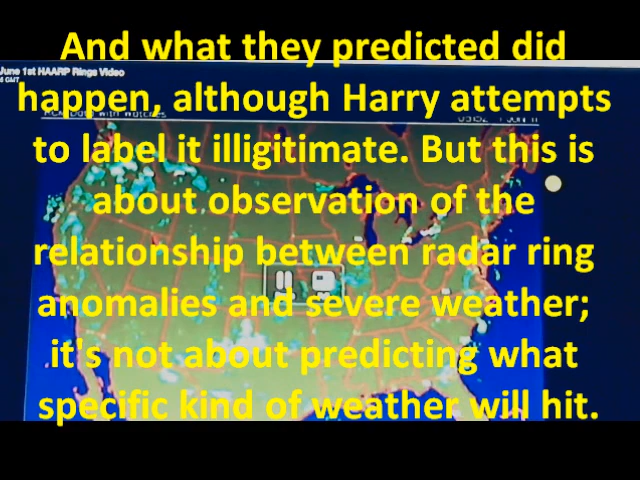 And what they predicted did
June 1st HAARP Rings Video
GMT
happen, although Harry attempts
to label it illigitimate. But this is
about observation of the
relationship between radar ring
anomalies and severe weather;
it's not about predicting what
specific kind of weather will hit.